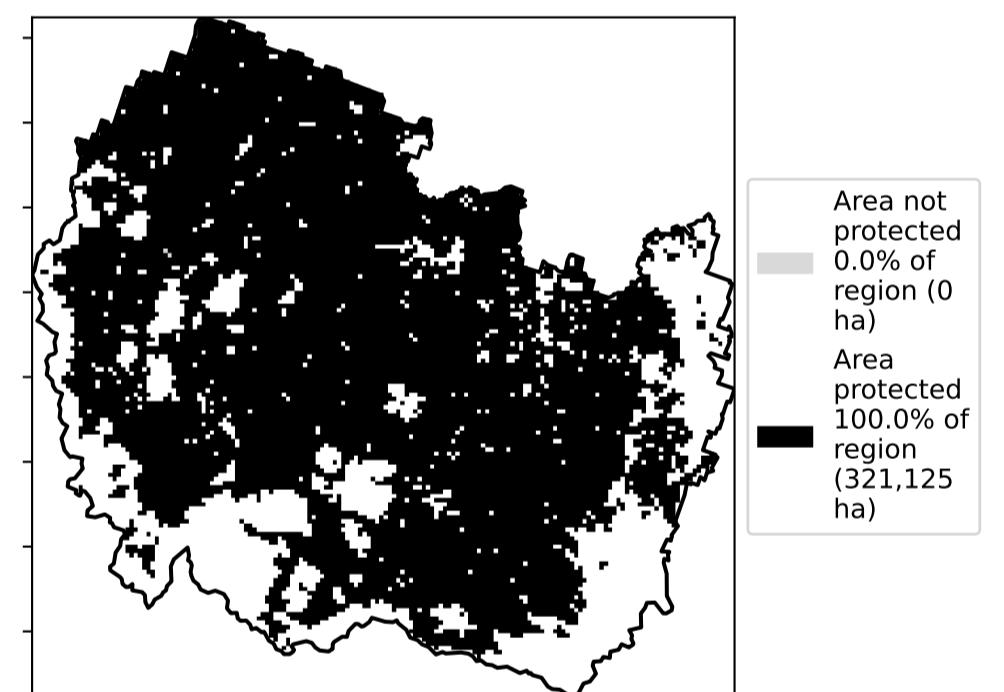 Area not
protected
0.0% of
region (0
ha)
Area
protected
100.0% of
region
(321,125
ha)